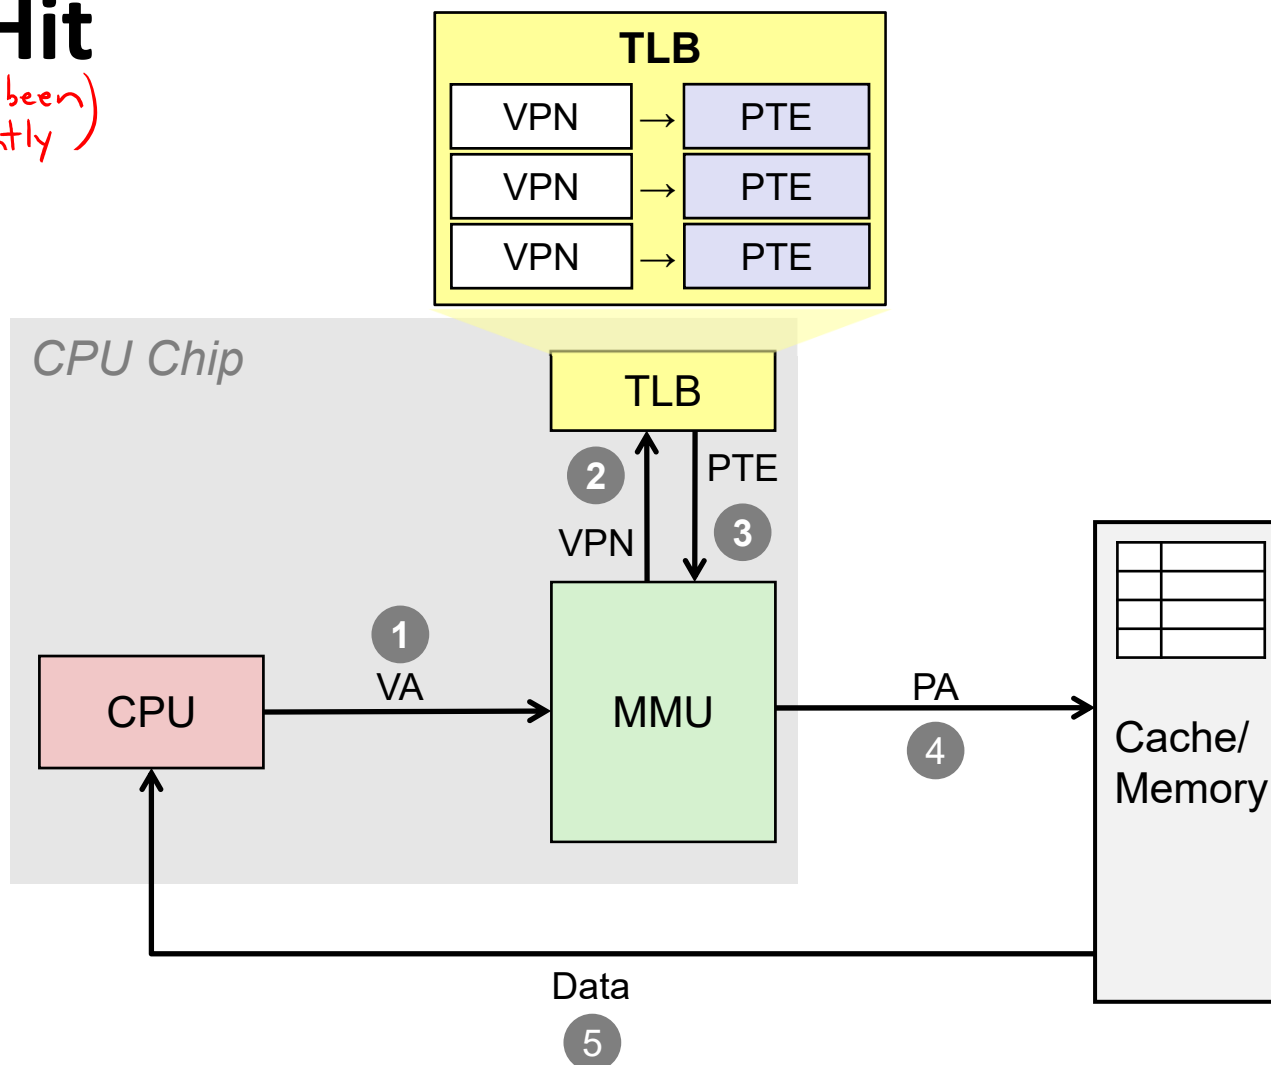 Hit
been)
TLB
VPN → PTE
VPN → PTE
VPN → PTE
CPU Chip
TLB
2
PTE
VPN
3
1
VA
CPU
MMU
PA
4
Cache/
Memory
Data
5